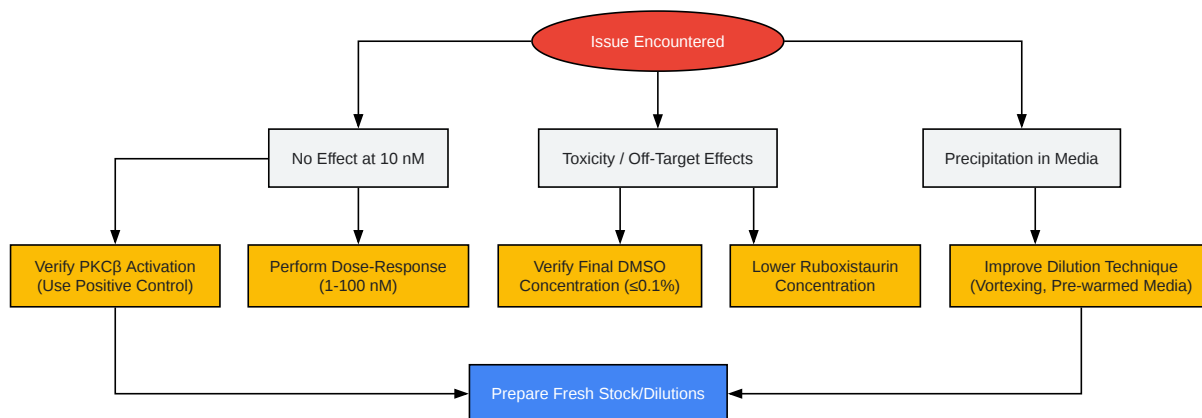 Issue Encountered
No Effect at 10 nM
Toxicity / Off-Target Effects
Precipitation in Media
Verify PKCβ Activation
(Use Positive Control)
Perform Dose-Response
(1-100 nM)
Verify Final DMSO
Concentration (≤0.1%)
Lower Ruboxistaurin
Concentration
Improve Dilution Technique
(Vortexing, Pre-warmed Media)
Prepare Fresh Stock/Dilutions